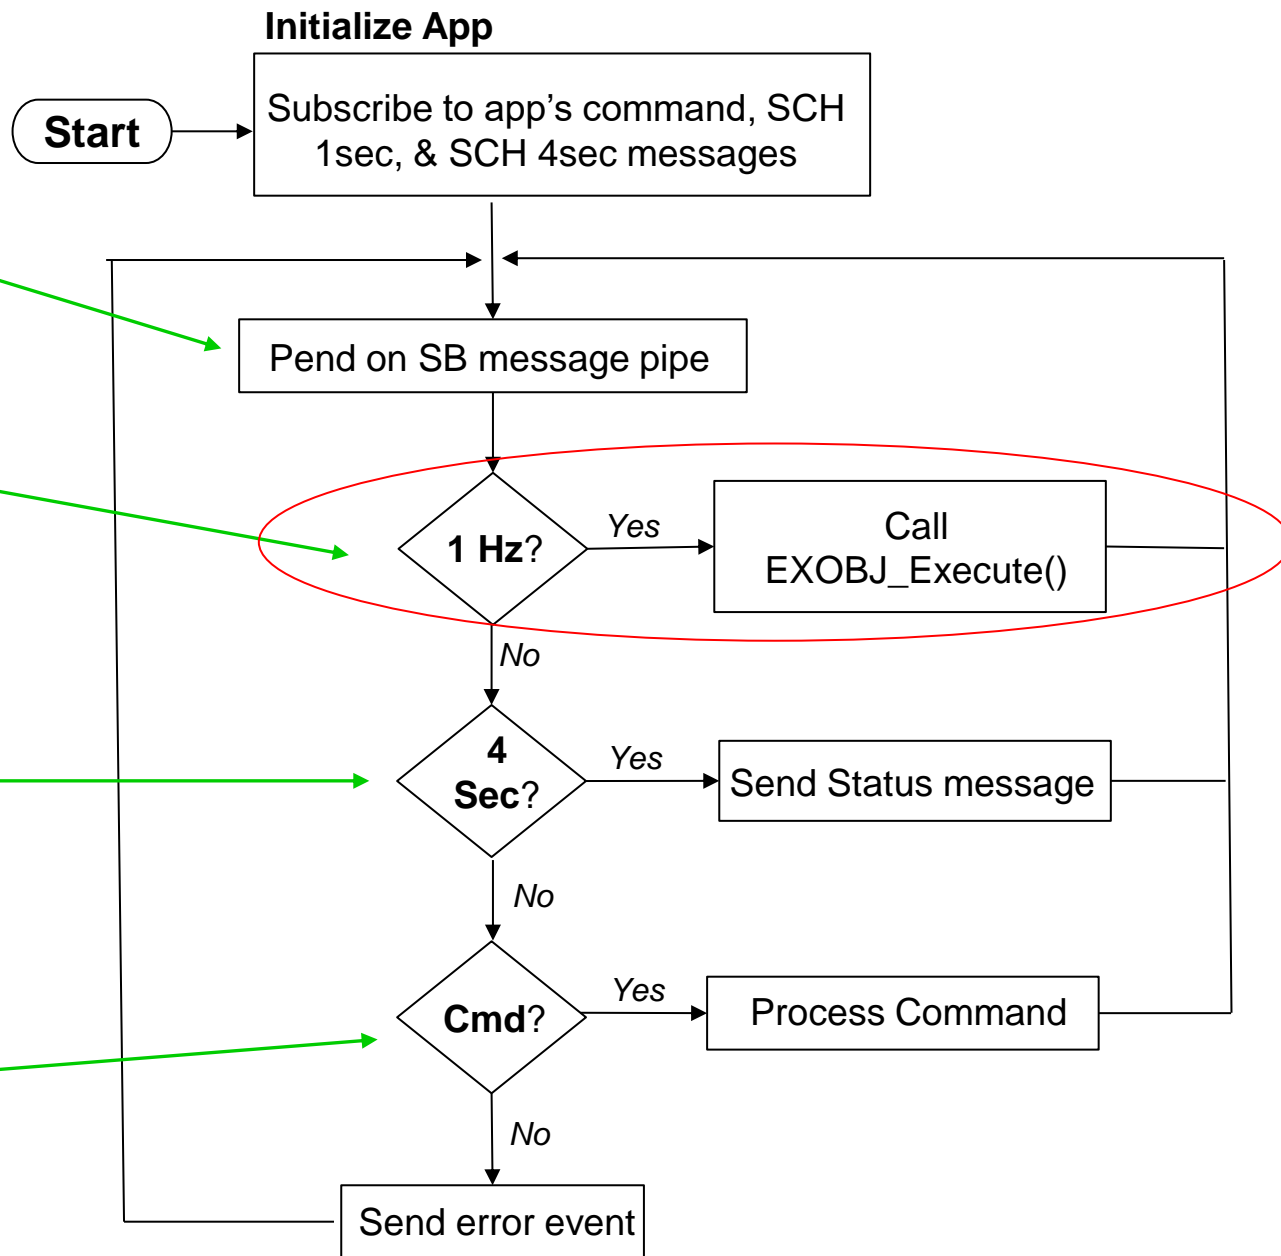 Initialize App
Start
Subscribe to app's command, SCH
1sec, & SCH 4sec messages
Pend on SB message pipe
1 Hz?
Yes
Call
EXOBJ_Execute()
No
4
Sec?
Yes
Send Status message
No
Cmd?
Yes
Process Command
No
Send error event